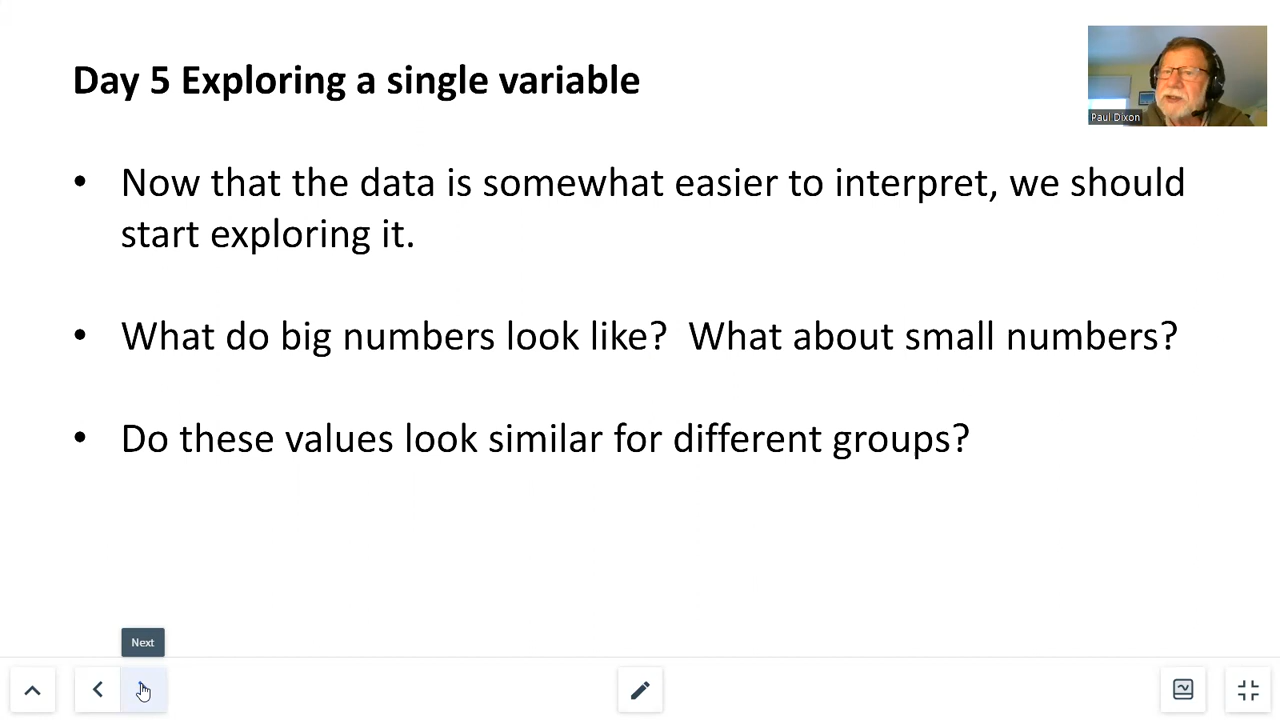 Day 5 Exploring a single variable
Paul Dixon
• Now that the data is somewhat easier to interpret, we should
start exploring it.
• What do big numbers look like?  What about small numbers?
• Do these values look similar for different groups?
Next